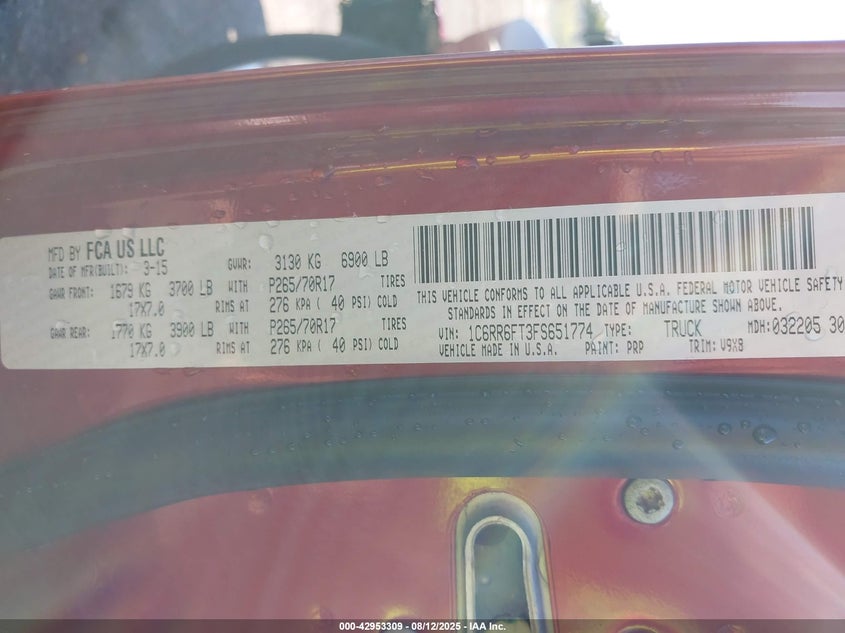 MFD BY FCA US LLC
DATE OF MFR(BUILT): 3-15 GVWR: 3130 KG 6900 LB
GAWR FRONT: 1679 KG 3700 LB WITH P265/70R17 TIRES
17X7.0 RIMS AT 276 KPA ( 40 PSI) COLD
GAWR REAR: 1770 KG 3900 LB WITH P265/70R17 TIRES
17X7.0 RIMS AT 276 KPA ( 40 PSI) COLD
THIS VEHICLE CONFORMS TO ALL APPLICABLE U.S.A. FEDERAL MOTOR VEHICLE SAFETY
STANDARDS IN EFFECT ON THE DATE OF MANUFACTURE SHOWN ABOVE.
VIN: 1C6RR6FT3FS651774 TYPE: TRUCK MDH: 032205 30
VEHICLE MADE IN U.S.A. PAINT: PRP TRIM: V9X8
000-42953309 - 08/12/2025 - IAA Inc.